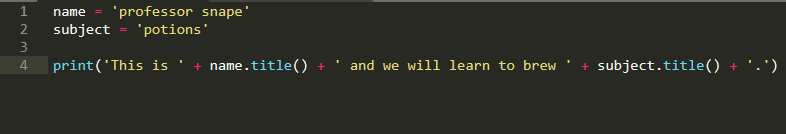 1 name = 'professor snape'
2 subject = 'potions'
3
4 print('This is ' + name.title() + ' and we will learn to brew ' + subject.title() + '.')